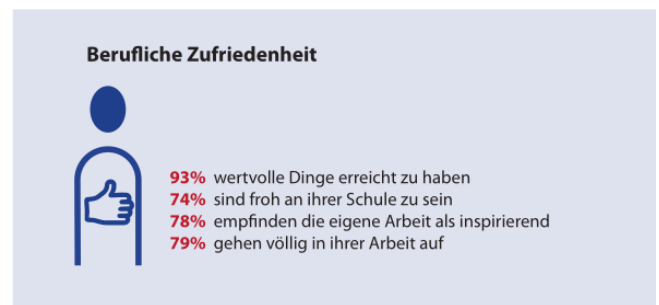 Berufliche Zufriedenheit
93% wertvolle Dinge erreicht zu haben
74% sind froh an ihrer Schule zu sein
78% empfinden die eigene Arbeit als inspirierend
79% gehen völlig in ihrer Arbeit auf